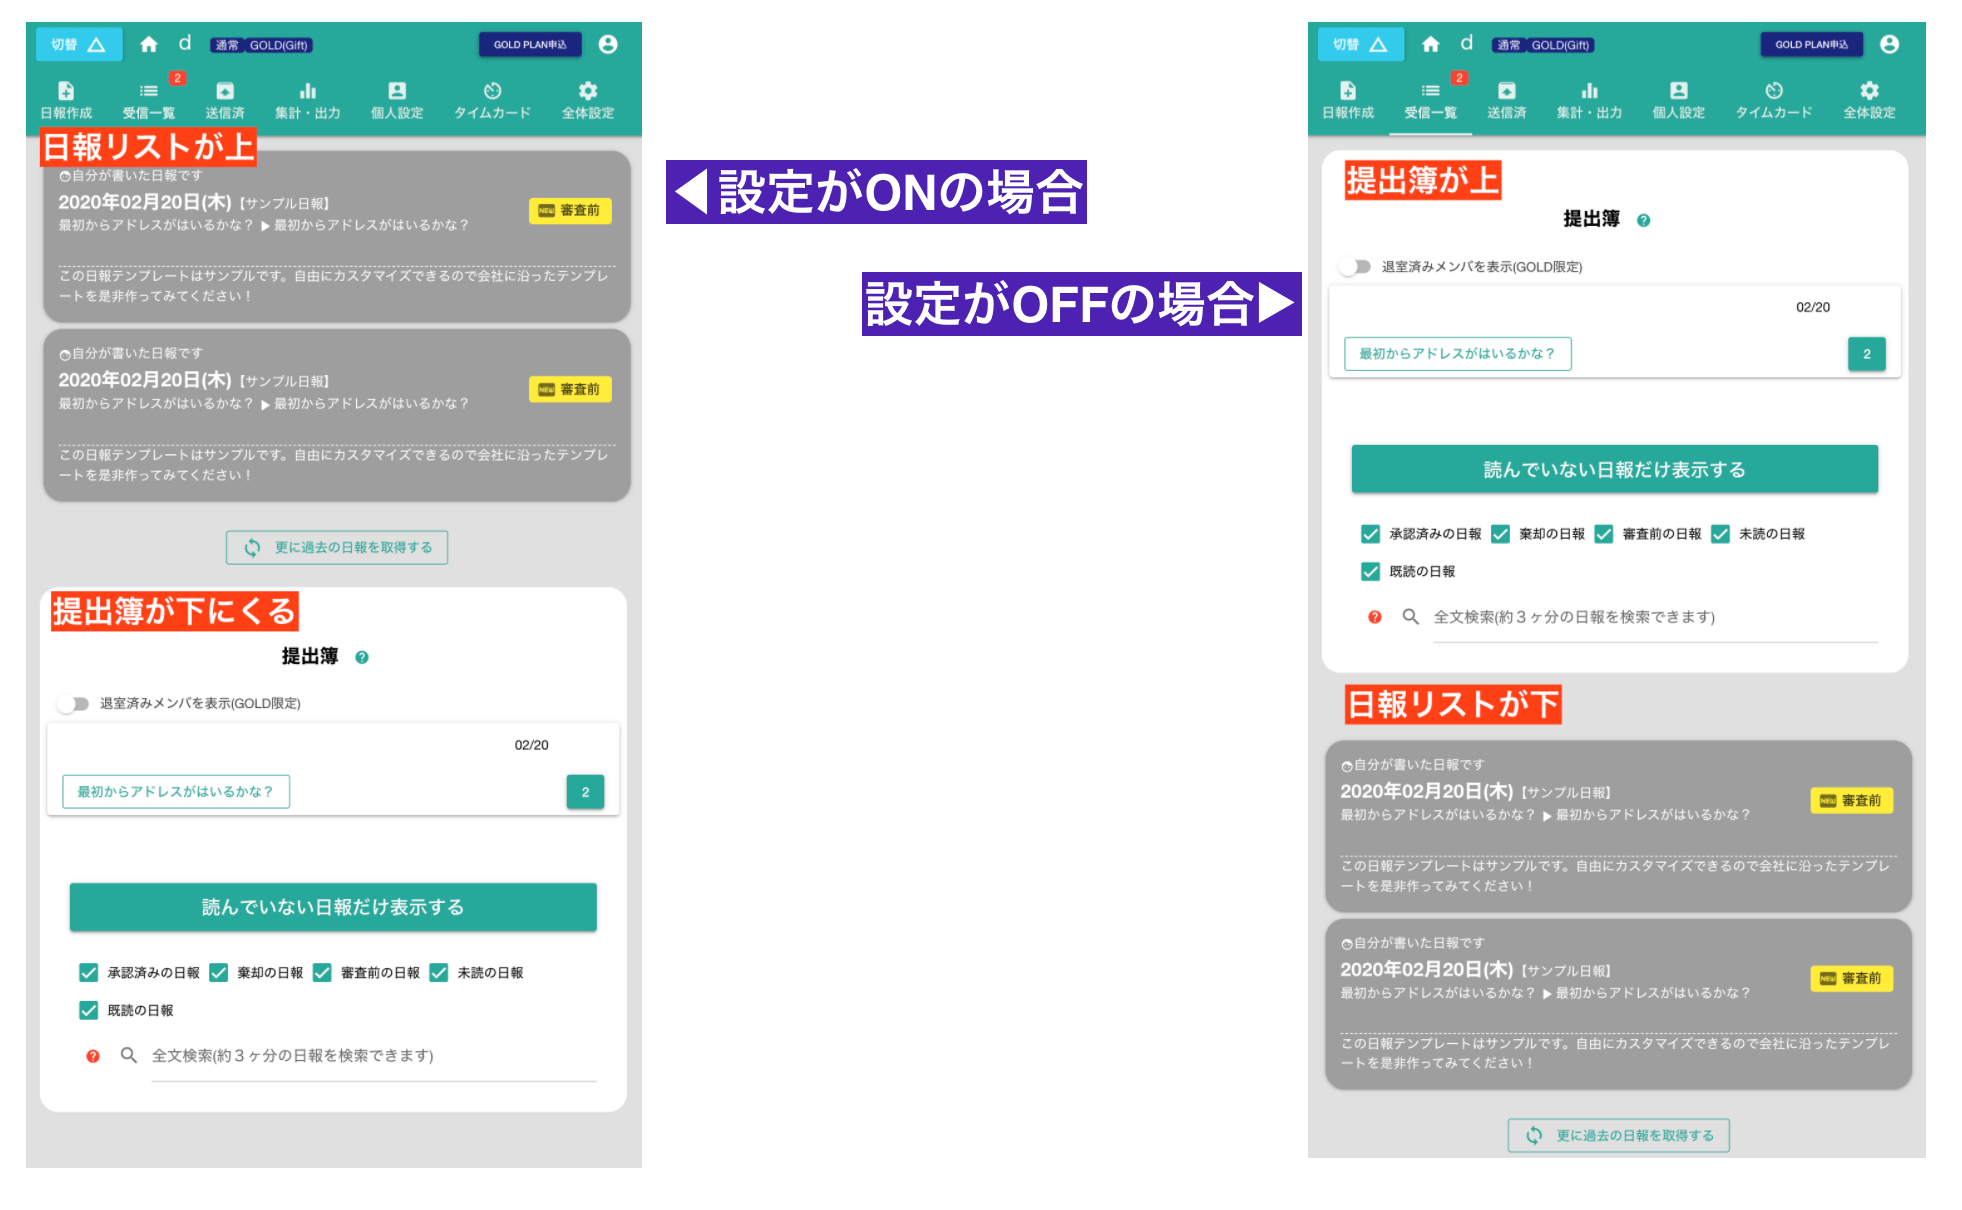 切替
d
通常 GOLD(Gift)
GOLD PLAN申込
日報作成
2
受信一覧
送信済
集計・出力
個人設定
タイムカード
全体設定
日報リストが上
自分が書いた日報です
2020年02月20日(木)【サンプル日報】
最初からアドレスがはいるかな？ ▶ 最初からアドレスがはいるかな？
NEW 審査前
この日報テンプレートはサンプルです。自由にカスタマイズできるので会社に沿ったテンプレ
ートを是非作ってみてください！
自分が書いた日報です
2020年02月20日(木)【サンプル日報】
最初からアドレスがはいるかな？ ▶ 最初からアドレスがはいるかな？
NEW 審査前
この日報テンプレートはサンプルです。自由にカスタマイズできるので会社に沿ったテンプレ
ートを是非作ってみてください！
更に過去の日報を取得する
提出簿が下にくる
提出簿 ?
退室済みメンバを表示(GOLD限定)
02/20
最初からアドレスがはいるかな？
2
読んでいない日報だけ表示する
承認済みの日報 棄却の日報 審査前の日報 未読の日報
既読の日報
? 全文検索(約３ヶ分の日報を検索できます)
◀設定がONの場合
設定がOFFの場合▶
切替
d
通常 GOLD(Gift)
GOLD PLAN申込
日報作成
2
受信一覧
送信済
集計・出力
個人設定
タイムカード
全体設定
提出簿が上
提出簿 ?
退室済みメンバを表示(GOLD限定)
02/20
最初からアドレスがはいるかな？
2
読んでいない日報だけ表示する
承認済みの日報 棄却の日報 審査前の日報 未読の日報
既読の日報
? 全文検索(約３ヶ分の日報を検索できます)
日報リストが下
自分が書いた日報です
2020年02月20日(木)【サンプル日報】
最初からアドレスがはいるかな？ ▶ 最初からアドレスがはいるかな？
NEW 審査前
この日報テンプレートはサンプルです。自由にカスタマイズできるので会社に沿ったテンプレ
ートを是非作ってみてください！
自分が書いた日報です
2020年02月20日(木)【サンプル日報】
最初からアドレスがはいるかな？ ▶ 最初からアドレスがはいるかな？
NEW 審査前
この日報テンプレートはサンプルです。自由にカスタマイズできるので会社に沿ったテンプレ
ートを是非作ってみてください！
更に過去の日報を取得する